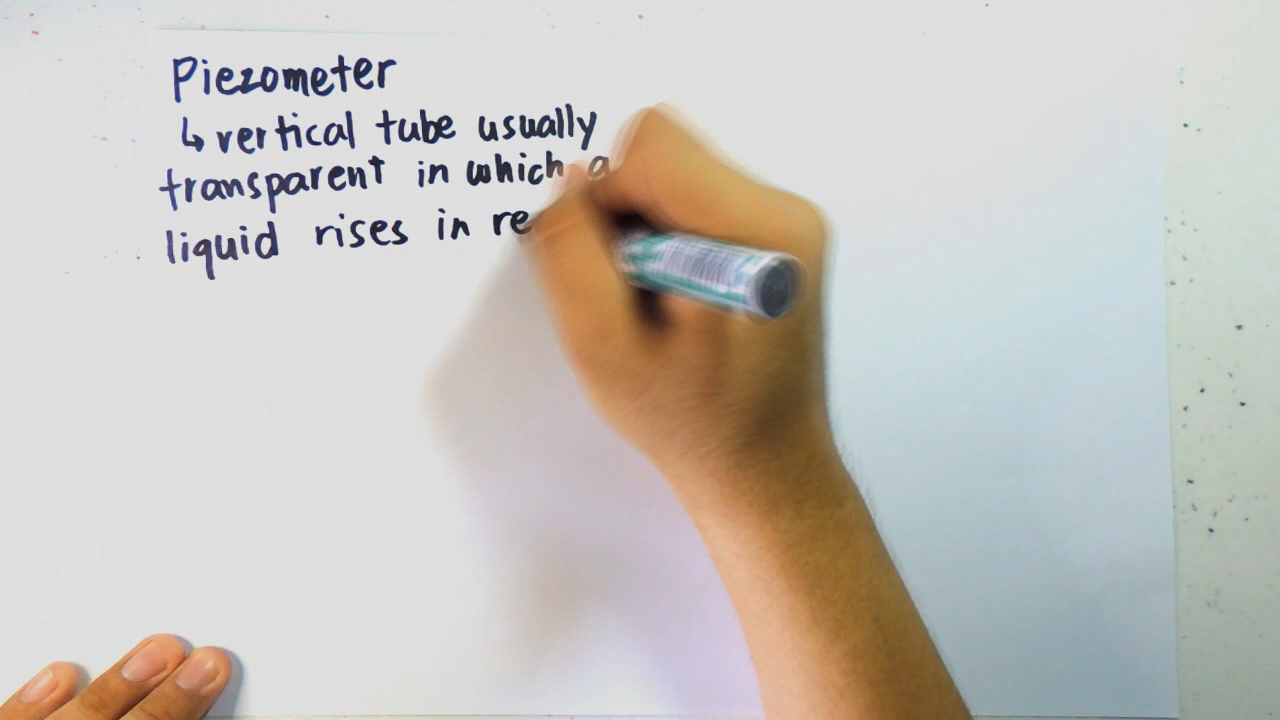 Piezometer
↳ vertical tube usually
transparent in which a
liquid rises in re